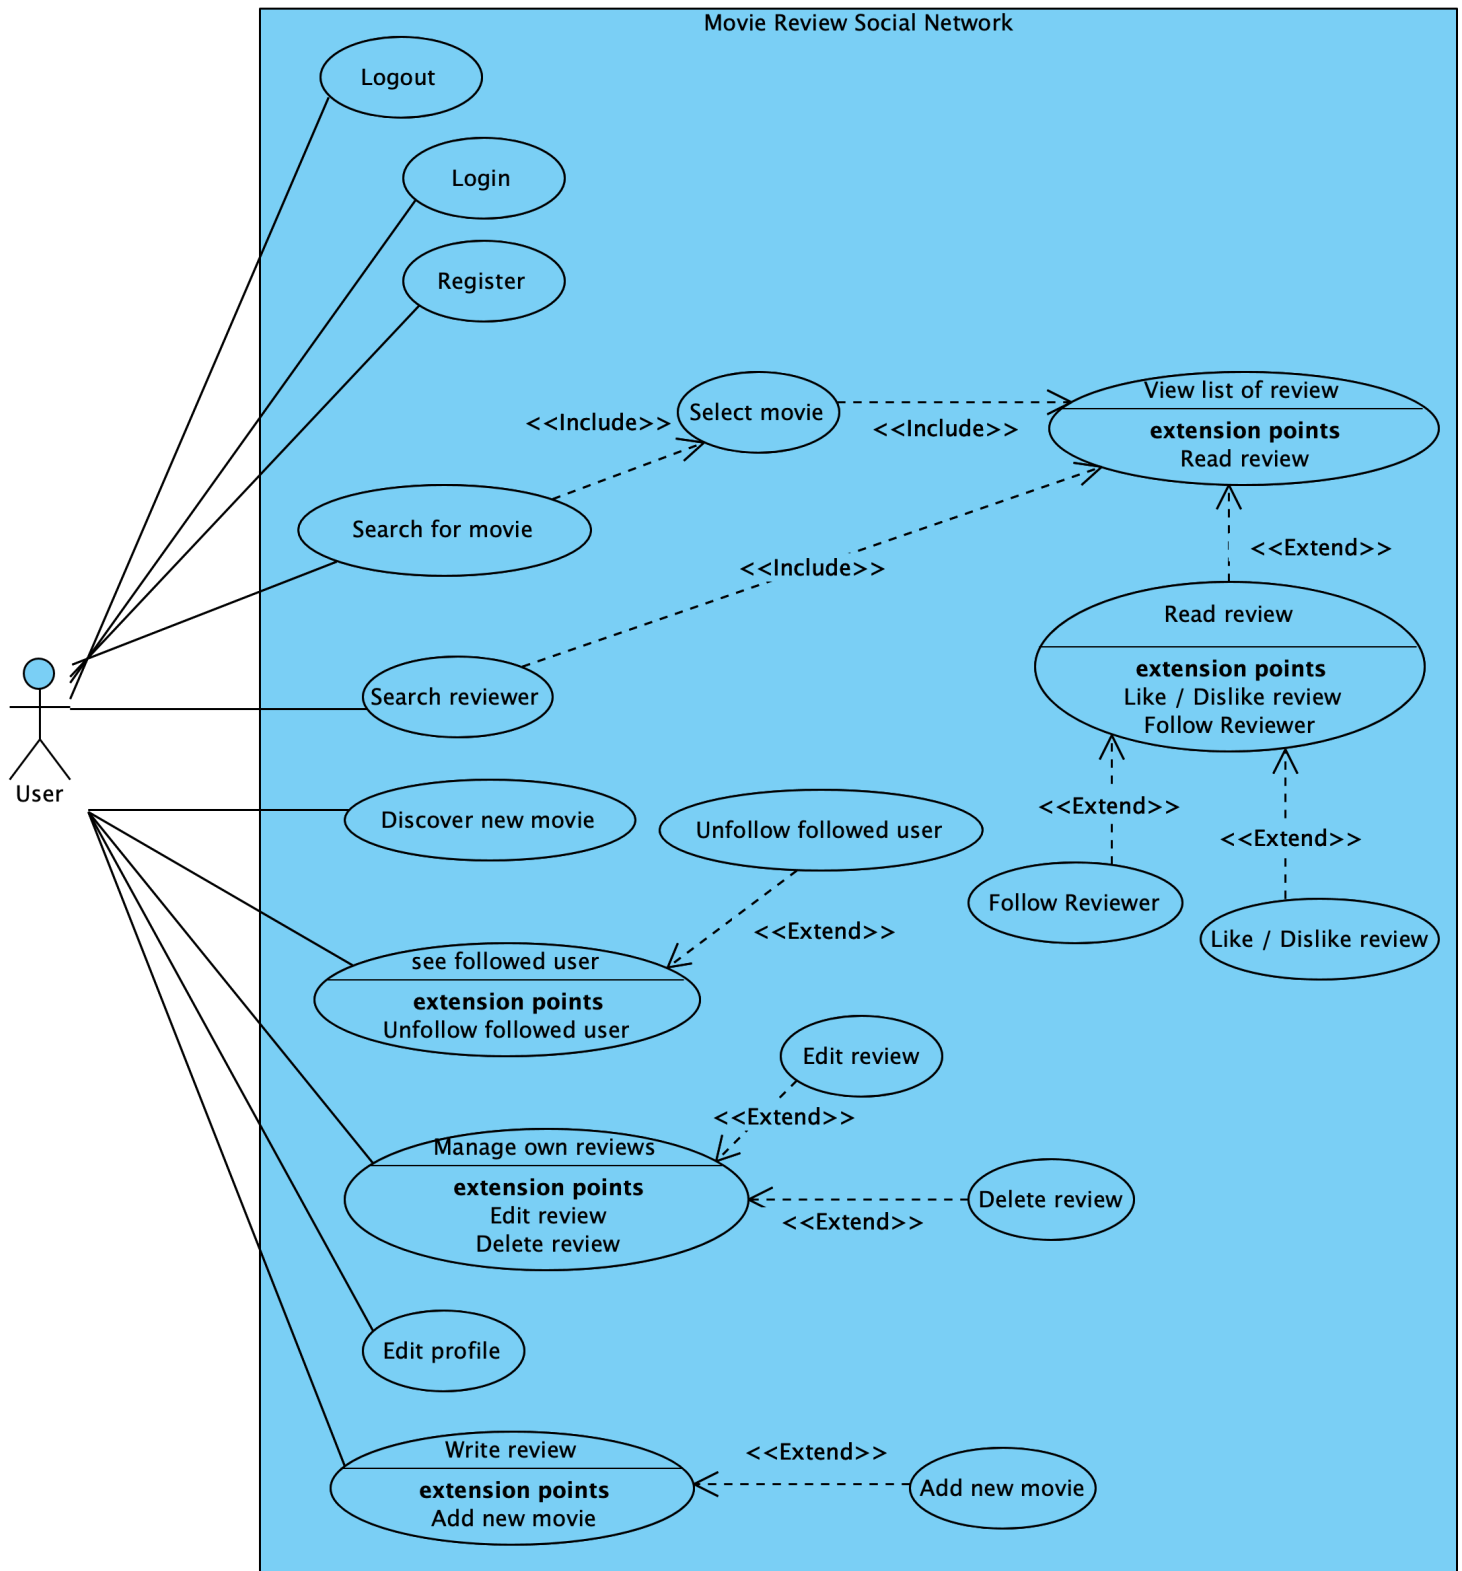 Movie Review Social Network
Logout
Login
Register
Select movie
<<Include>>
<<Include>>
View list of review
extension points
Read review
Search for movie
<<Include>>
<<Extend>>
Read review
extension points
Like / Dislike review
Follow Reviewer
Search reviewer
User
Discover new movie
Unfollow followed user
<<Extend>>
<<Extend>>
Follow Reviewer
Like / Dislike review
<<Extend>>
see followed user
extension points
Unfollow followed user
Edit review
<<Extend>>
Manage own reviews
extension points
Edit review
Delete review
Delete review
<<Extend>>
Edit profile
Write review
extension points
Add new movie
<<Extend>>
Add new movie